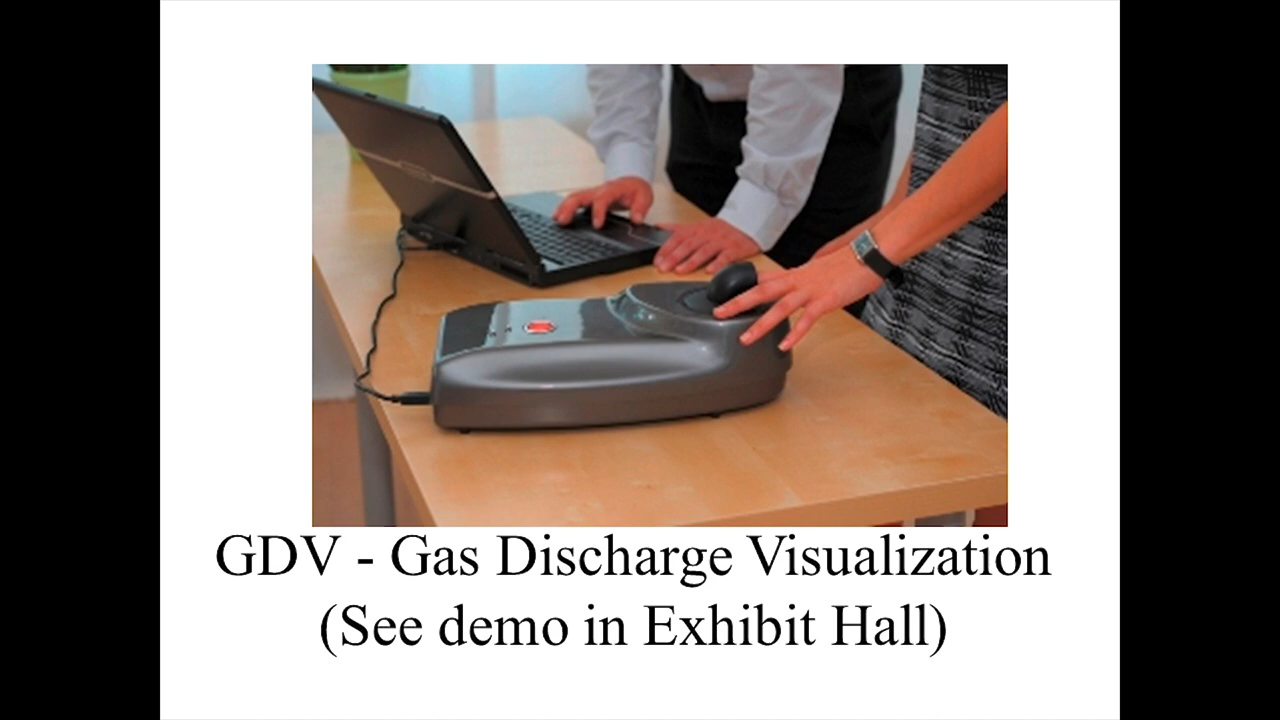 GDV - Gas Discharge Visualization
(See demo in Exhibit Hall)